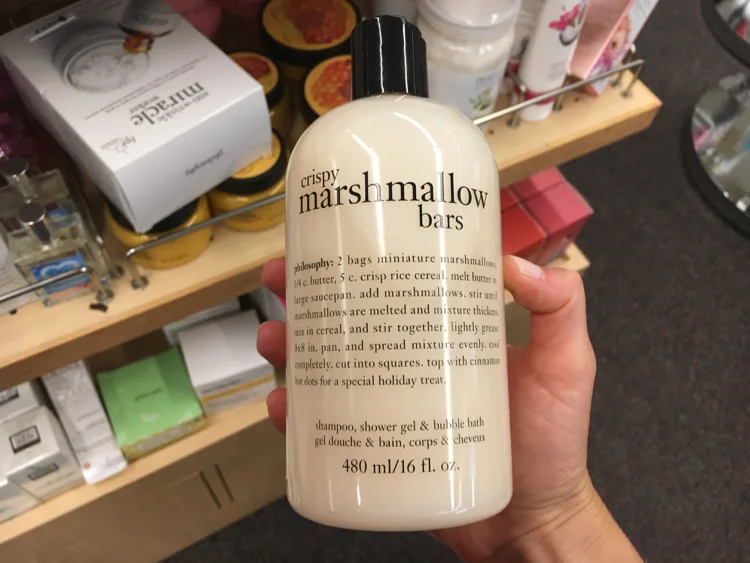 crispy
marshmallow
bars
philosophy: 2 bags miniature marshmallows,
1/4 c. butter, 5 c. crisp rice cereal. melt butter in
large saucepan. add marshmallows. stir until
marshmallows are melted and mixture thickens.
mix in cereal, and stir together. lightly grease
8x8 in. pan, and spread mixture evenly. cool
completely. cut into squares. top with cinnamon
hot dots for a special holiday treat.
shampoo, shower gel & bubble bath
gel douche & bain, corps & cheveux
480 ml/16 fl. oz.
miracle
worker
philosophy